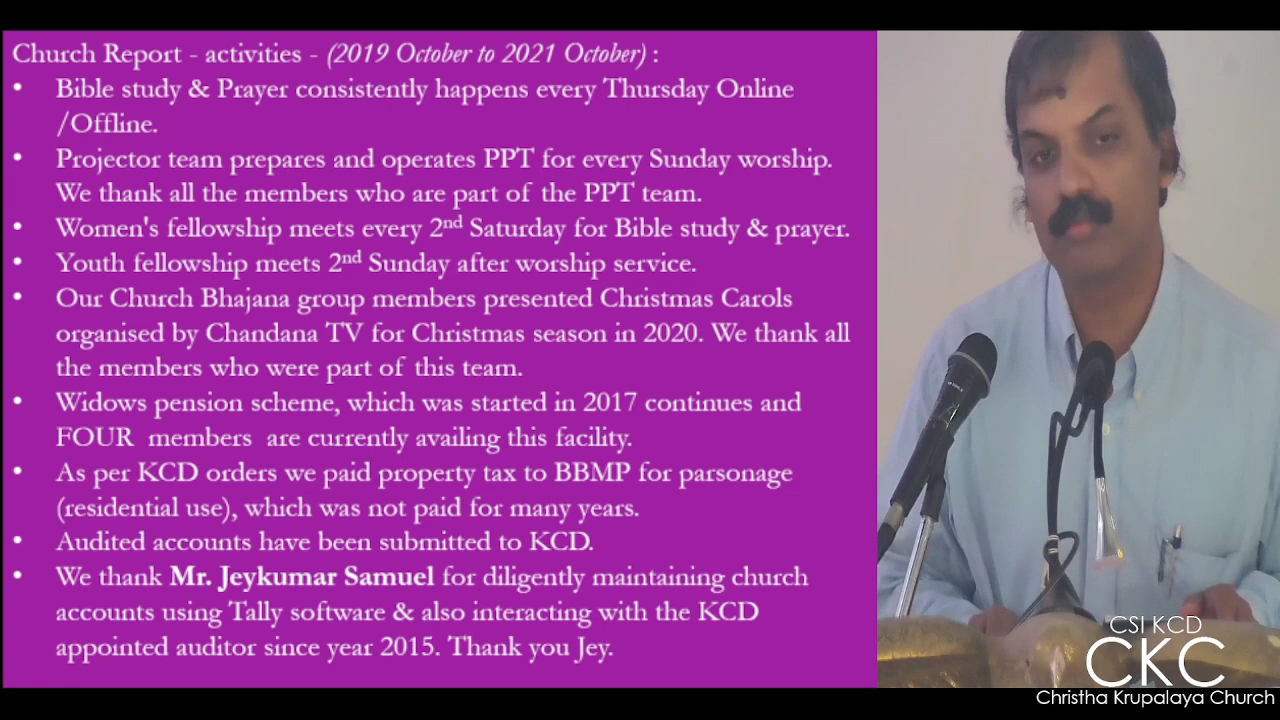 Church Report - activities - (2019 October to 2021 October) :
• Bible study & Prayer consistently happens every Thursday Online
/Offline.
• Projector team prepares and operates PPT for every Sunday worship.
We thank all the members who are part of the PPT team.
• Women's fellowship meets every 2nd Saturday for Bible study & prayer.
• Youth fellowship meets 2nd Sunday after worship service.
• Our Church Bhajana group members presented Christmas Carols
organised by Chandana TV for Christmas season in 2020. We thank all
the members who were part of this team.
• Widows pension scheme, which was started in 2017 continues and
FOUR members are currently availing this facility.
• As per KCD orders we paid property tax to BBMP for parsonage
(residential use), which was not paid for many years.
• Audited accounts have been submitted to KCD.
• We thank Mr. Jeykumar Samuel for diligently maintaining church
accounts using Tally software & also interacting with the KCD
appointed auditor since year 2015. Thank you Jey.
CSI KCD
CKC
Christha Krupalaya Church